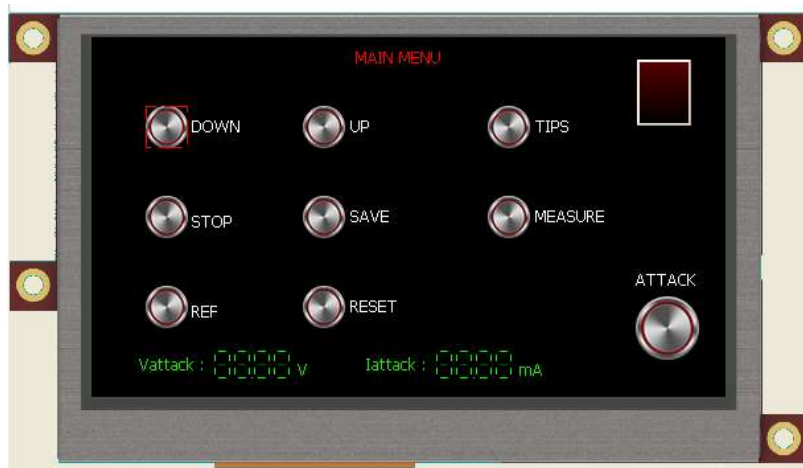 MAIN MENU
DOWN UP TIPS
STOP SAVE MEASURE
ATTACK
REF RESET
Vattack : V Iattack : mA